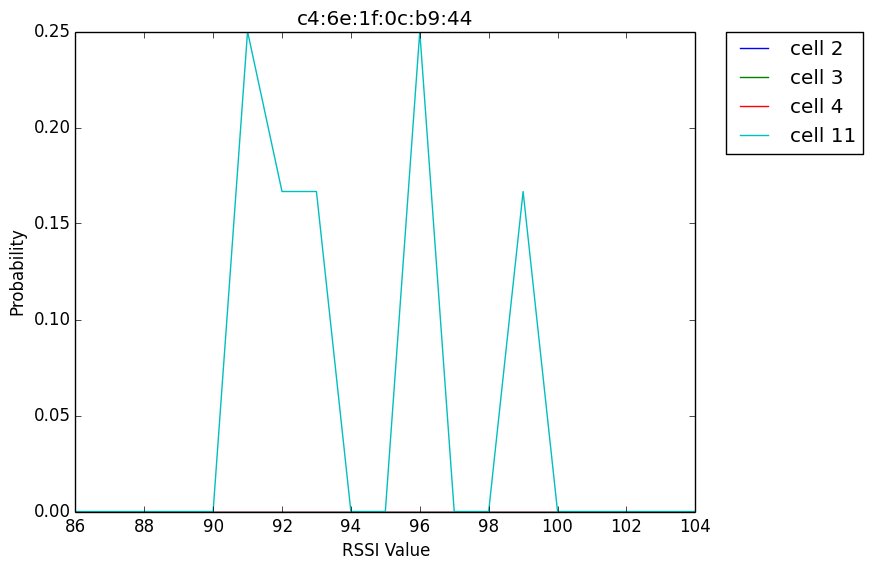 c4:6e:1f:0c:b9:44
0.25
0.20
0.15
0.10
0.05
0.00
Probability
86 88 90 92 94 96 98 100 102 104
RSSI Value
cell 2
cell 3
cell 4
cell 11